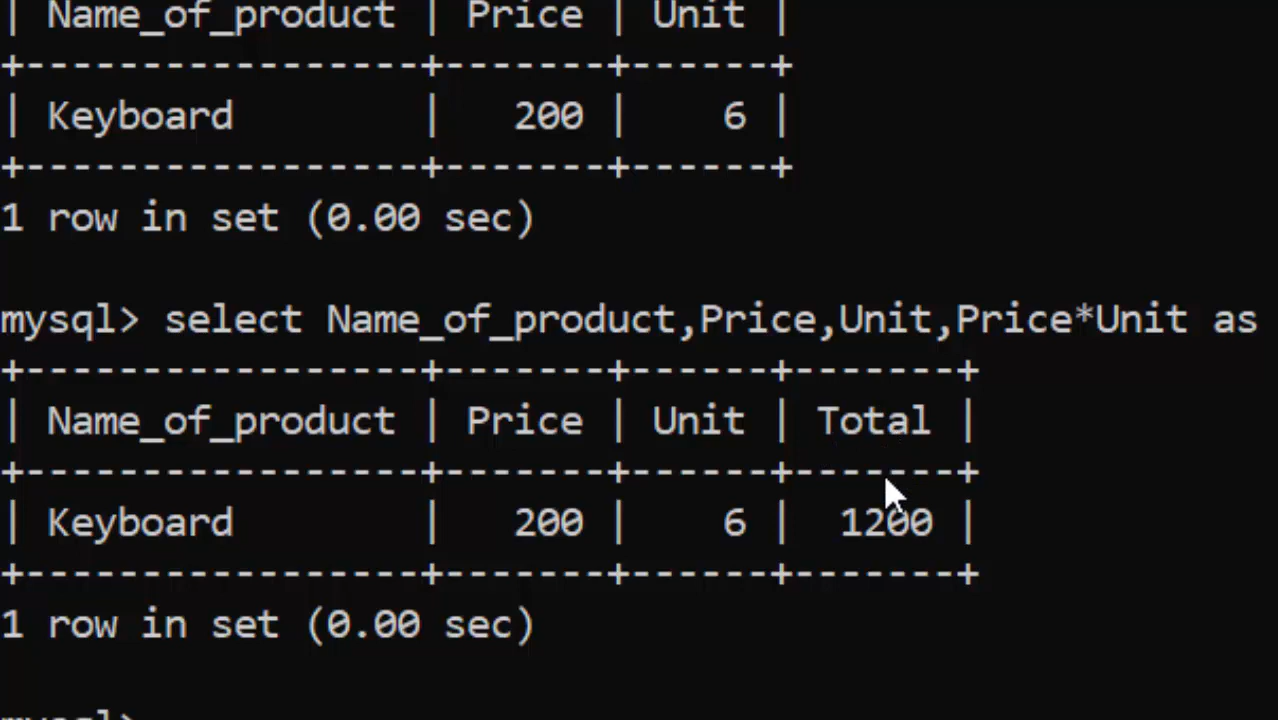 | Name_of_product | Price | Unit |
+-----------------+-------+------+
| Keyboard        |   200 |    6 |
+-----------------+-------+------+
1 row in set (0.00 sec)
mysql> select Name_of_product,Price,Unit,Price*Unit as
+-----------------+-------+------+-------+
| Name_of_product | Price | Unit | Total |
+-----------------+-------+------+-------+
| Keyboard        |   200 |    6 |  1200 |
+-----------------+-------+------+-------+
1 row in set (0.00 sec)
mysql>